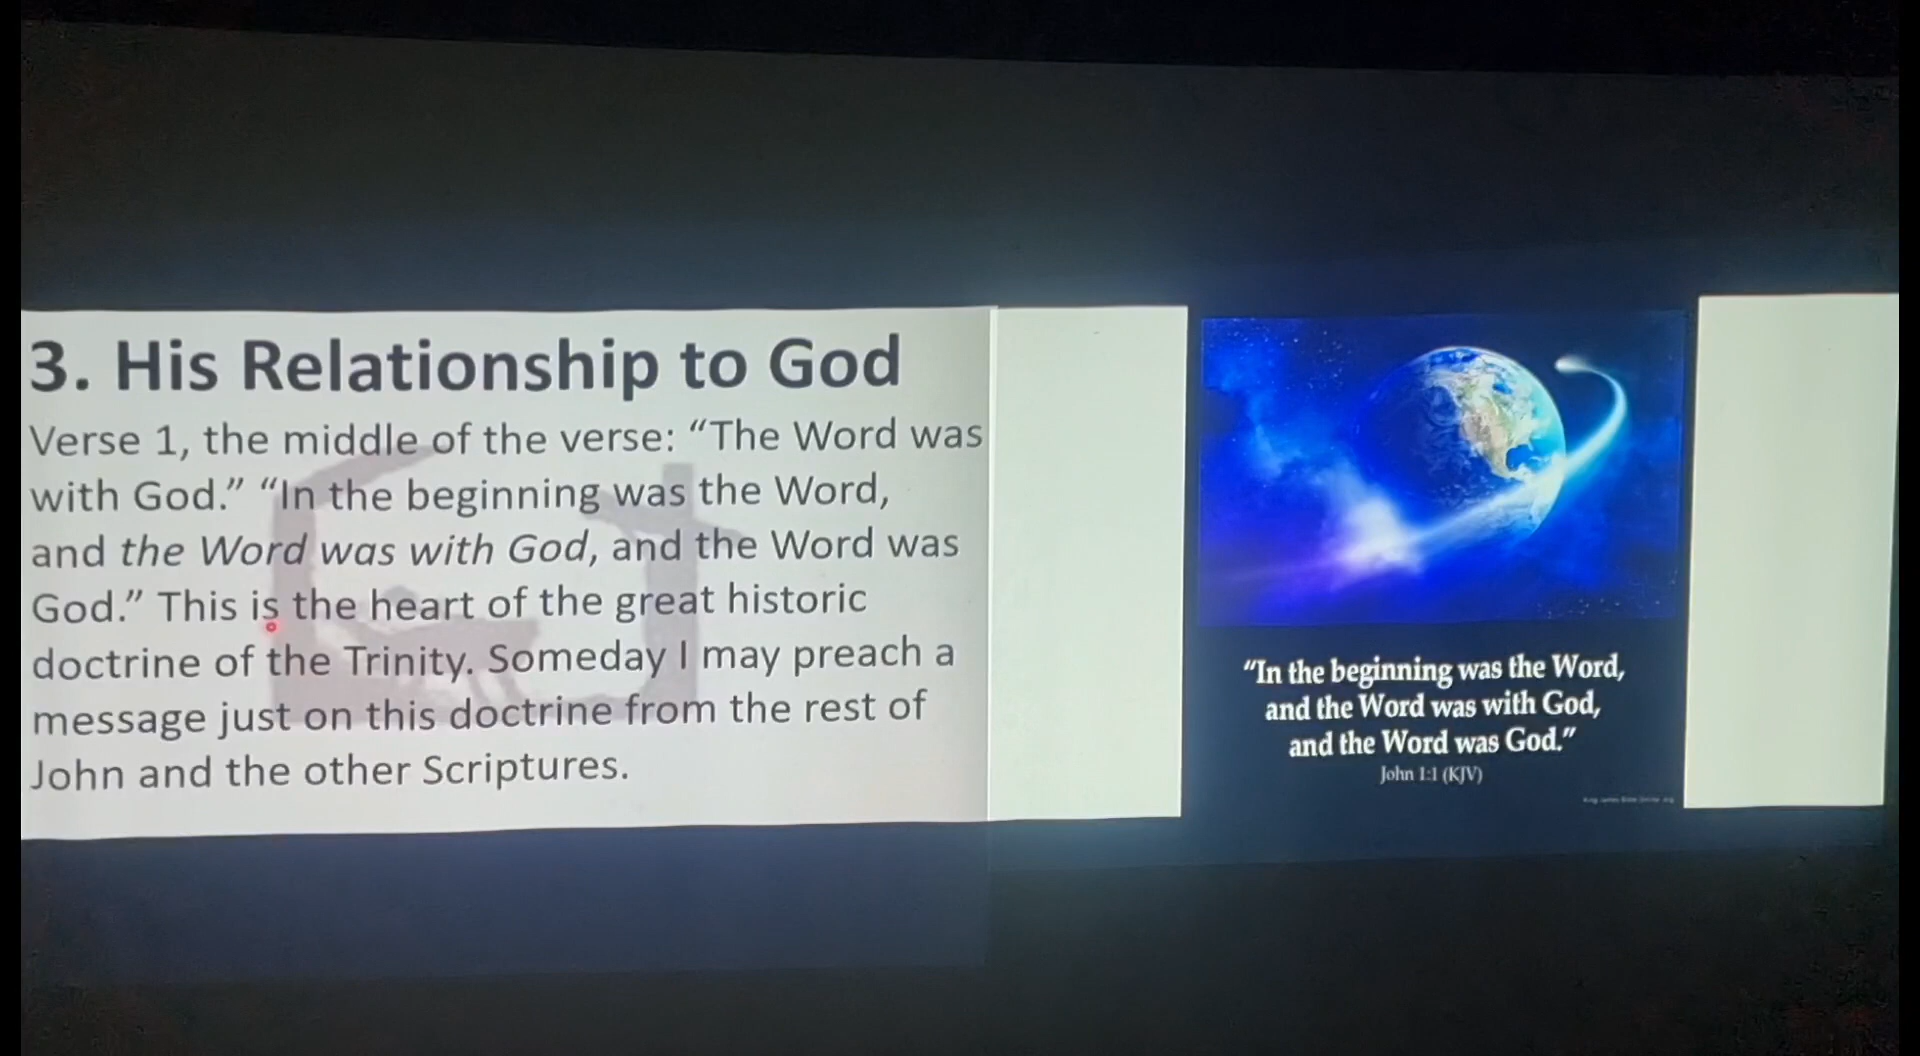 3. His Relationship to God
Verse 1, the middle of the verse: “The Word was
with God.” “In the beginning was the Word,
and the Word was with God, and the Word was
God.” This is the heart of the great historic
doctrine of the Trinity. Someday I may preach a
message just on this doctrine from the rest of
John and the other Scriptures.
“In the beginning was the Word,
and the Word was with God,
and the Word was God.”
John 1:1 (KJV)